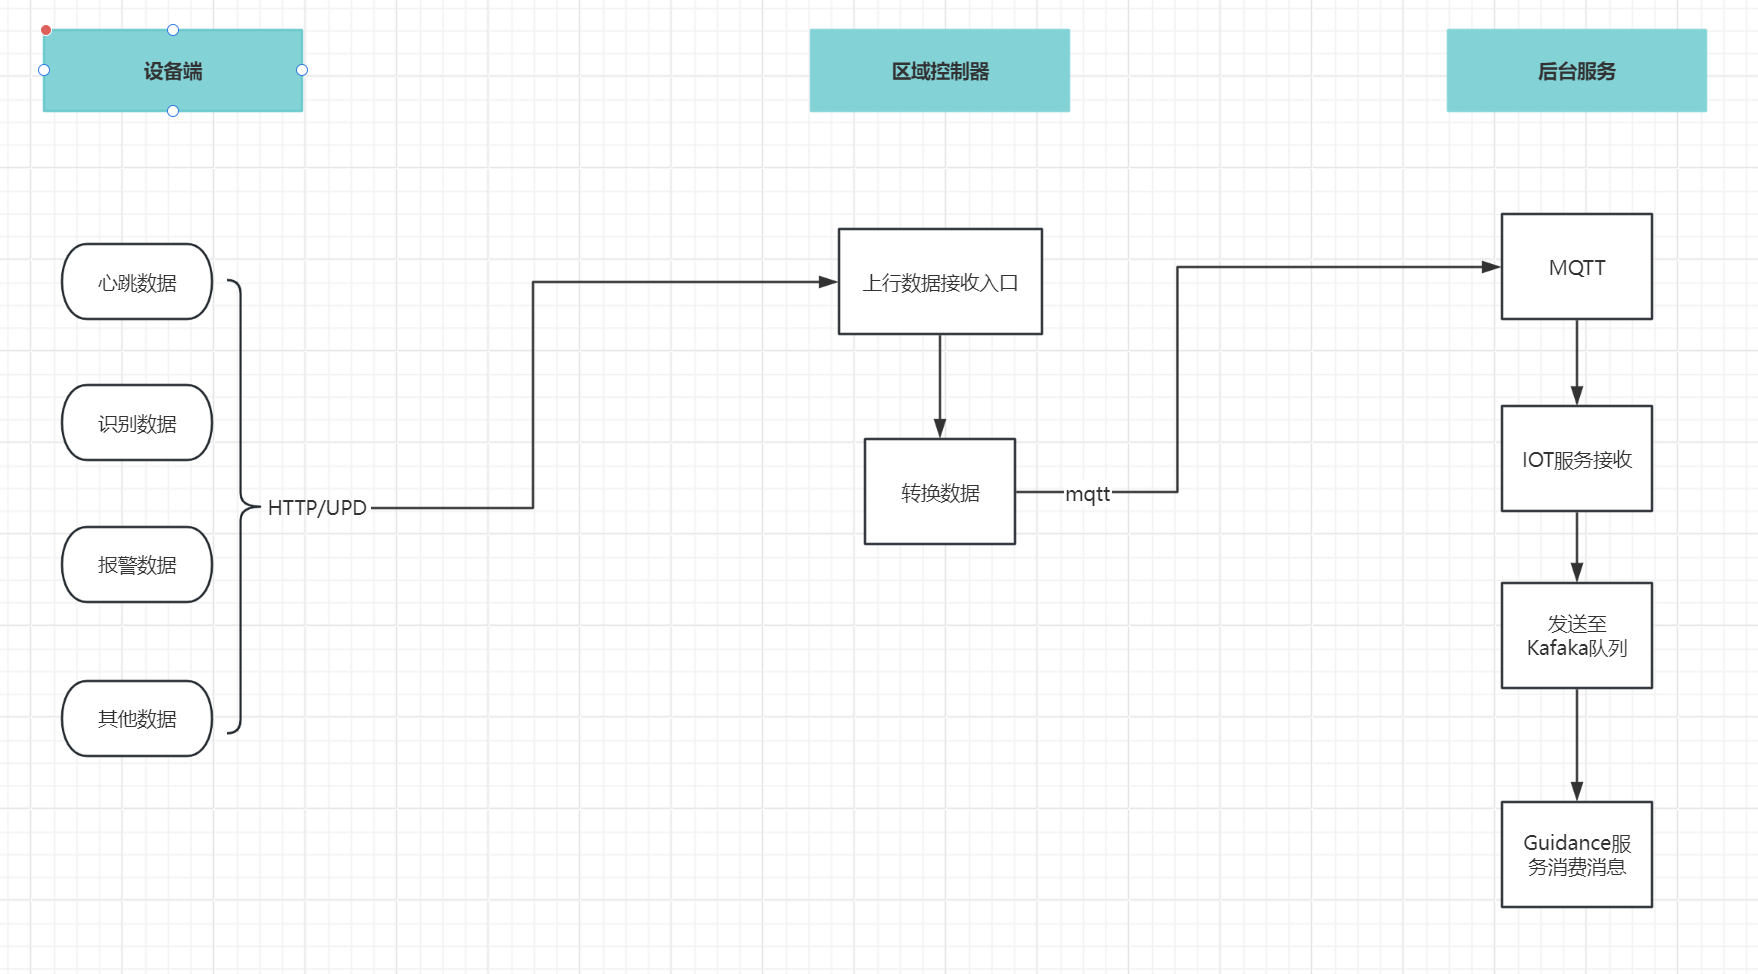 设备端
区域控制器
后台服务
心跳数据
识别数据
报警数据
其他数据
HTTP/UPD
上行数据接收入口
转换数据
mqtt
MQTT
IOT服务接收
发送至
Kafaka队列
Guidance服
务消费消息